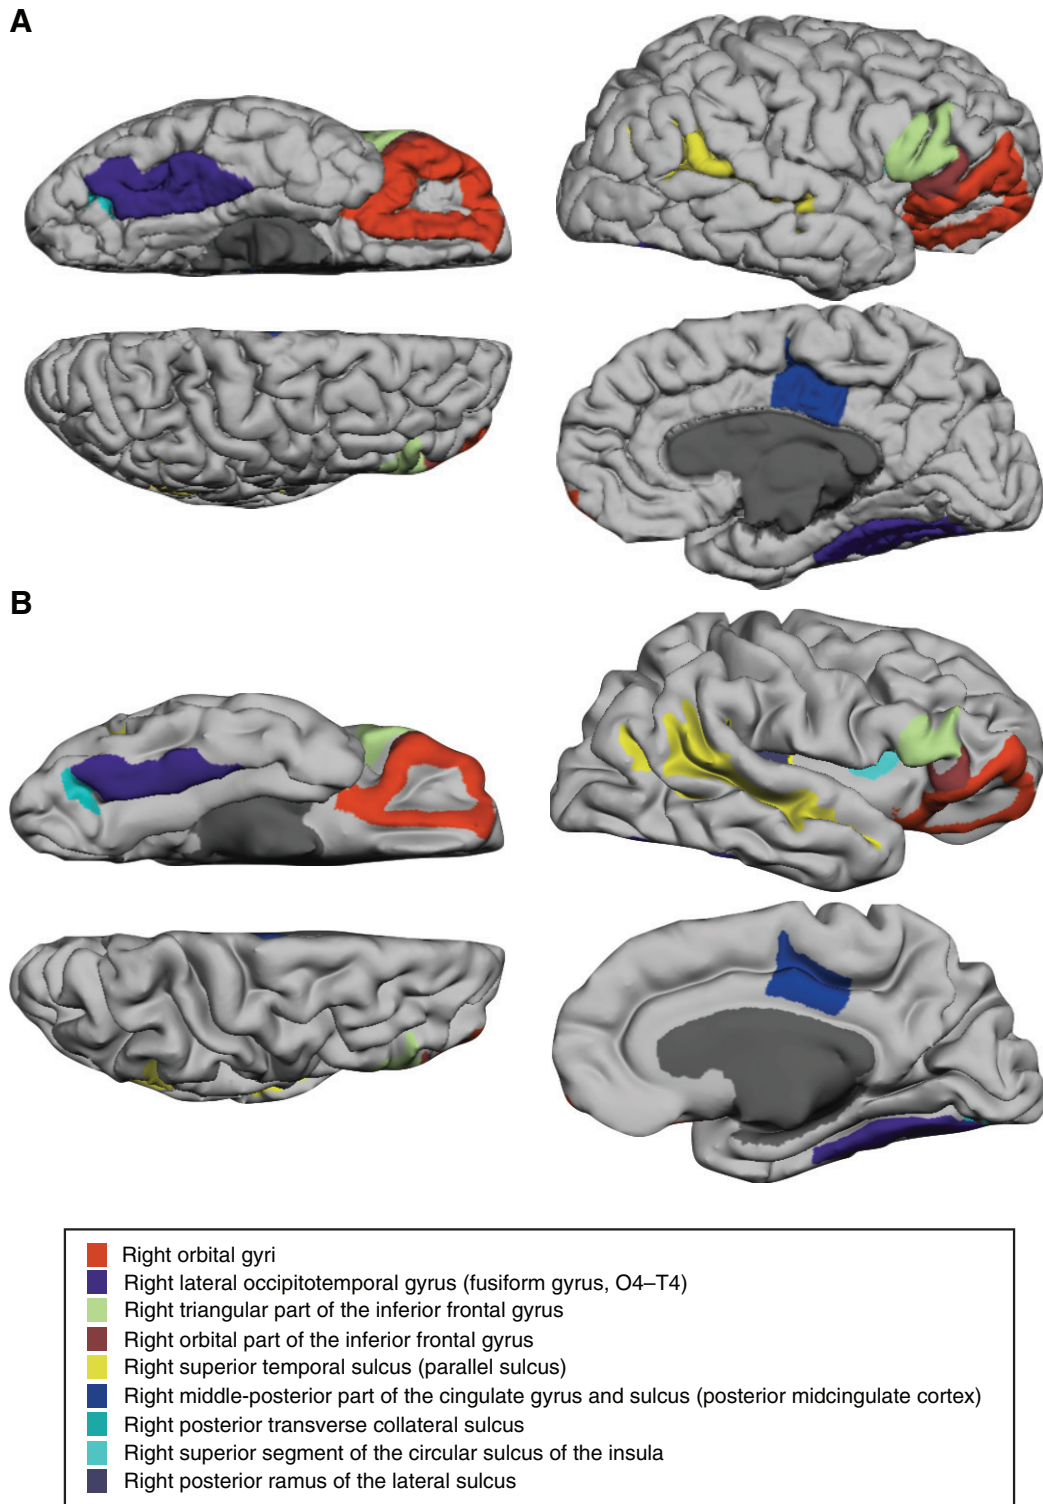 A
B
Right orbital gyri
Right lateral occipitotemporal gyrus (fusiform gyrus, O4–T4)
Right triangular part of the inferior frontal gyrus
Right orbital part of the inferior frontal gyrus
Right superior temporal sulcus (parallel sulcus)
Right middle-posterior part of the cingulate gyrus and sulcus (posterior midcingulate cortex)
Right posterior transverse collateral sulcus
Right superior segment of the circular sulcus of the insula
Right posterior ramus of the lateral sulcus